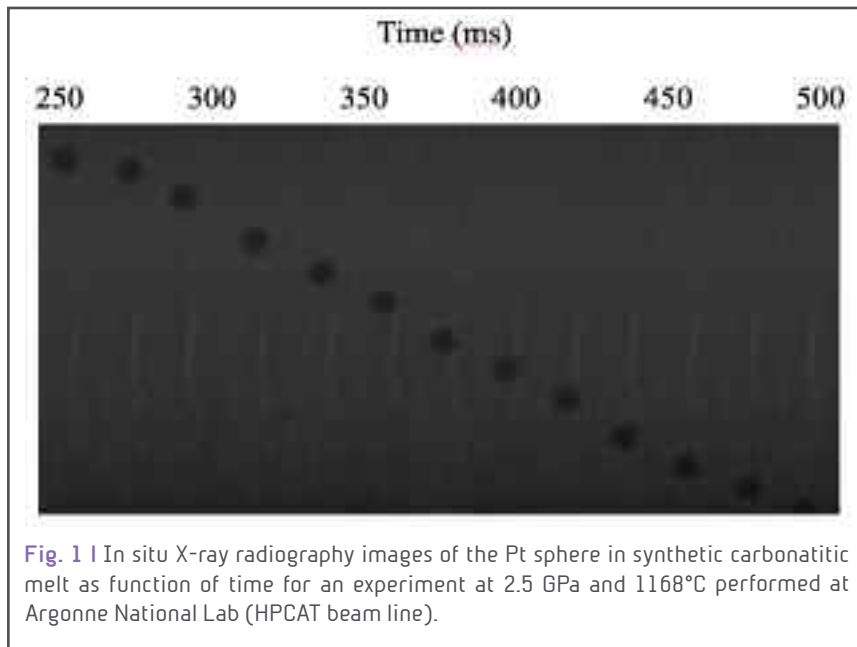 Time (ms)
250 300 350 400 450 500
Fig. 1 | In situ X-ray radiography images of the Pt sphere in synthetic carbonatitic
melt as function of time for an experiment at 2.5 GPa and 1168°C performed at
Argonne National Lab (HPCAT beam line).